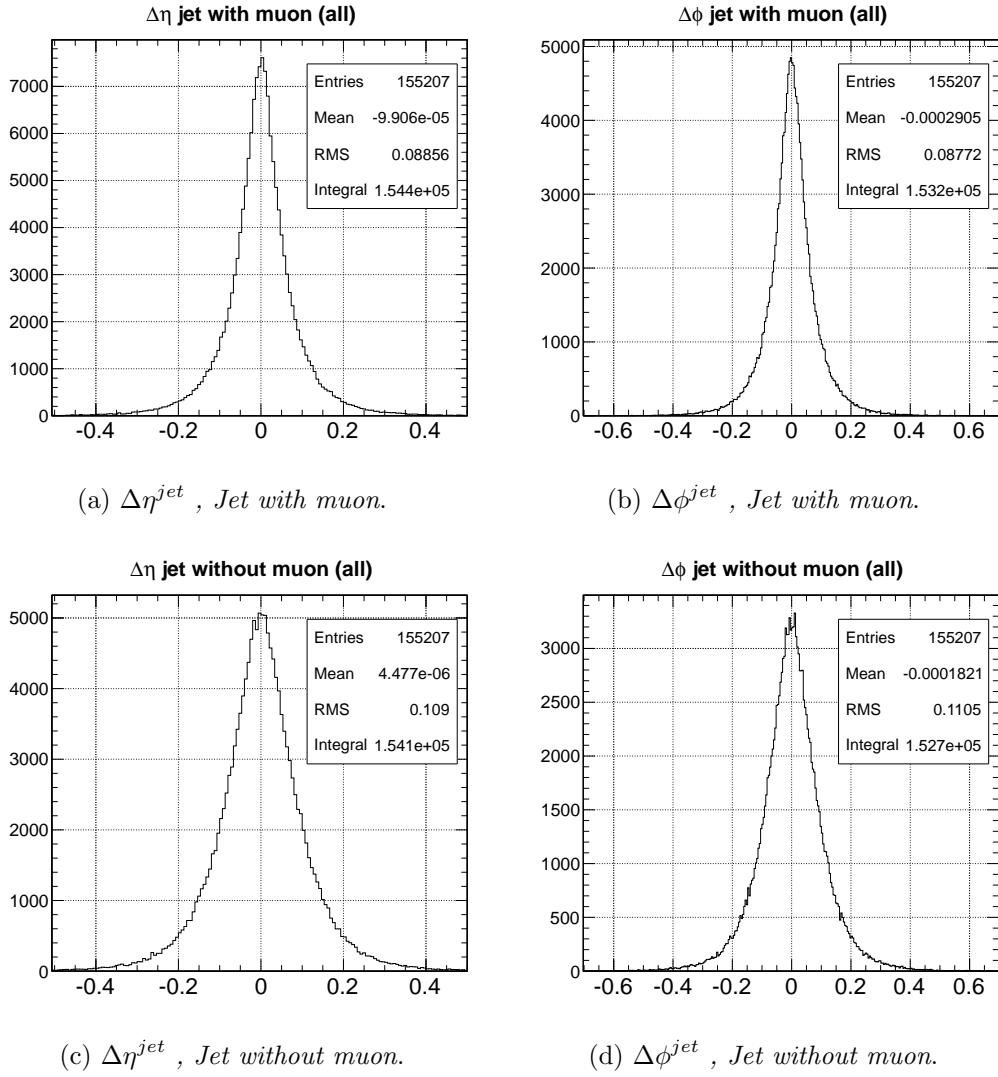 Δη jet with muon (all)
7000
6000
5000
4000
3000
2000
1000
0
-0.4 -0.2 0 0.2 0.4
Entries 155207
Mean -9.906e-05
RMS 0.08856
Integral 1.544e+05
(a) Δη^{jet} , Jet with muon.
Δϕ jet with muon (all)
5000
4000
3000
2000
1000
0
-0.6 -0.4 -0.2 0 0.2 0.4 0.6
Entries 155207
Mean -0.0002905
RMS 0.08772
Integral 1.532e+05
(b) Δϕ^{jet} , Jet with muon.
Δη jet without muon (all)
5000
4000
3000
2000
1000
0
-0.4 -0.2 0 0.2 0.4
Entries 155207
Mean 4.477e-06
RMS 0.109
Integral 1.541e+05
(c) Δη^{jet} , Jet without muon.
Δϕ jet without muon (all)
3000
2500
2000
1500
1000
500
0
-0.6 -0.4 -0.2 0 0.2 0.4 0.6
Entries 155207
Mean -0.0001821
RMS 0.1105
Integral 1.527e+05
(d) Δϕ^{jet} , Jet without muon.